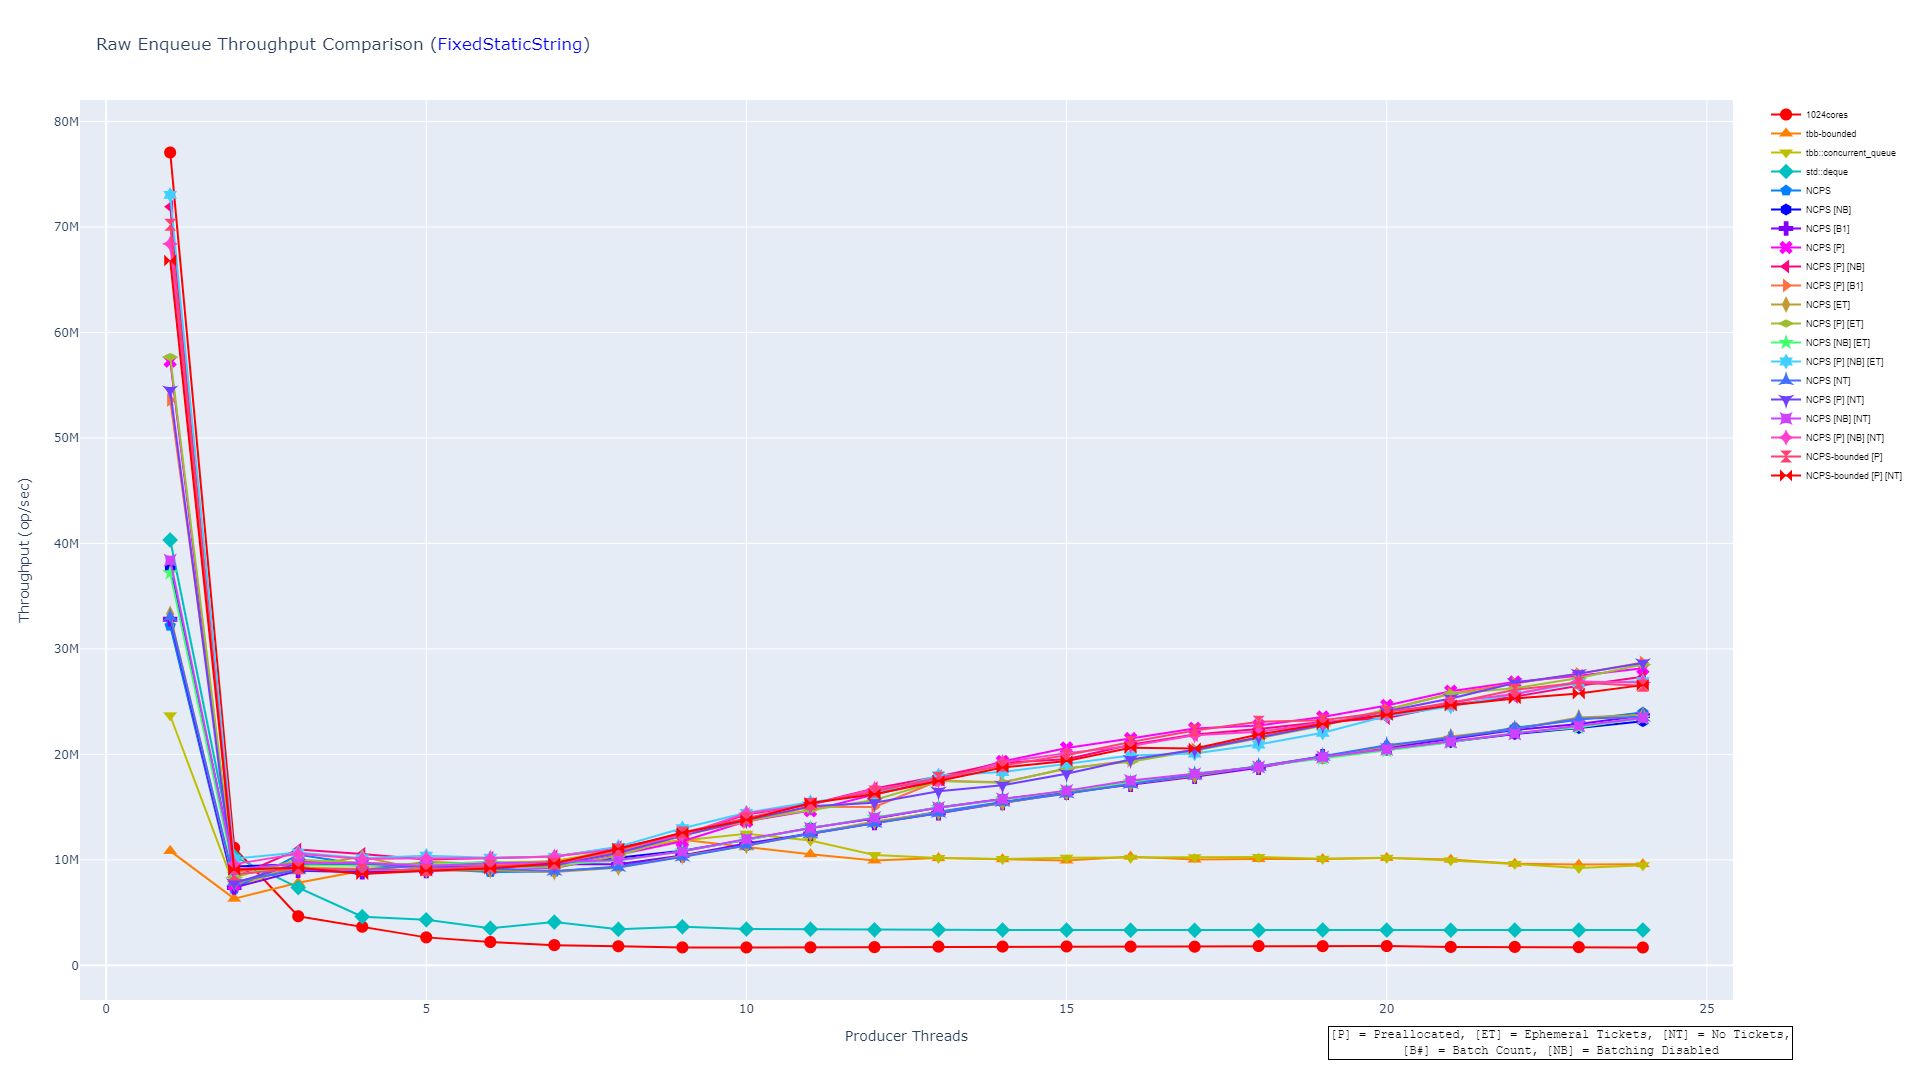 Raw Enqueue Throughput Comparison (FixedStaticString)
80M
70M
60M
50M
40M
30M
20M
10M
0
Throughput (op/sec)
0
5
10
15
20
25
Producer Threads
1024cores
tbb-bounded
tbb::concurrent_queue
std::deque
NCPS
NCPS [NB]
NCPS [B1]
NCPS [P]
NCPS [P] [NB]
NCPS [P] [B1]
NCPS [ET]
NCPS [P] [ET]
NCPS [NB] [ET]
NCPS [P] [NB] [ET]
NCPS [NT]
NCPS [P] [NT]
NCPS [NB] [NT]
NCPS [P] [NB] [NT]
NCPS-bounded [P]
NCPS-bounded [P] [NT]
[P] = Preallocated, [ET] = Ephemeral Tickets, [NT] = No Tickets,
[B#] = Batch Count, [NB] = Batching Disabled